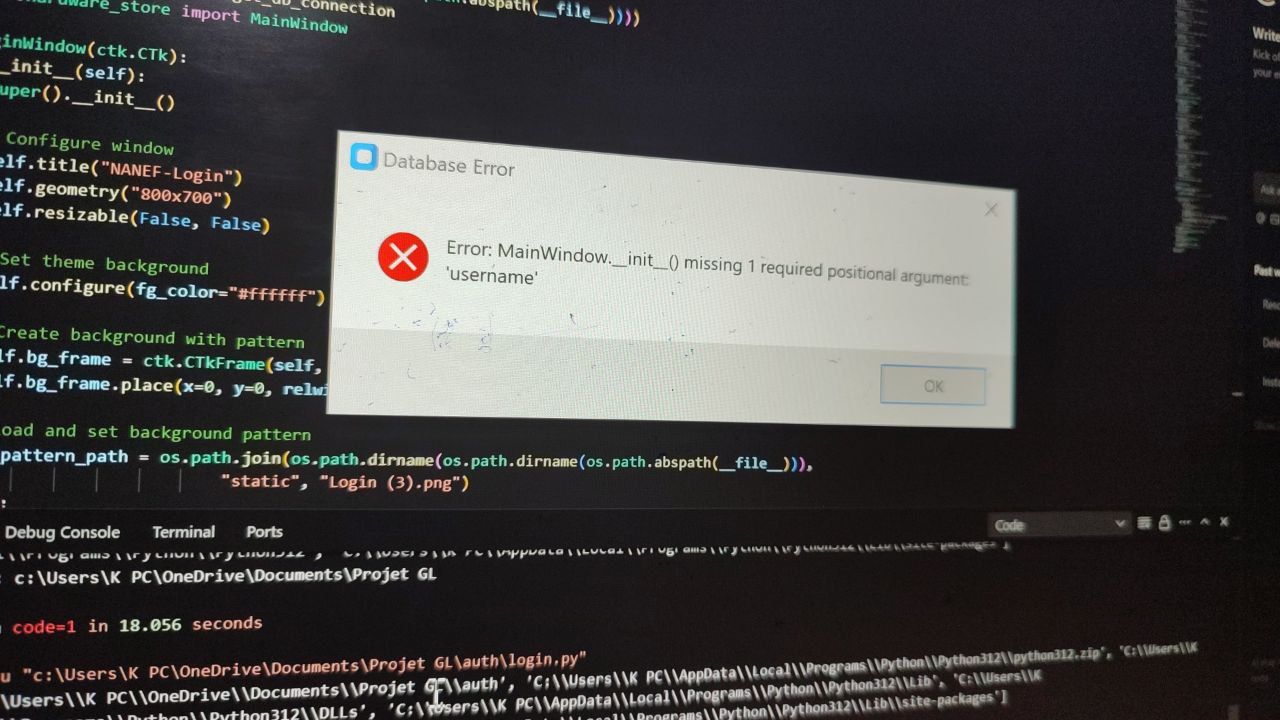 import MainWindow
abspath(__file__))))
inWindow(ctk.CTk):
__init__(self):
uper().__init__()
Configure window
elf.title("NANEF-Login")
elf.geometry("800x700")
elf.resizable(False, False)
Set theme background
lf.configure(fg_color="#ffffff")
Create background with pattern
lf.bg_frame = ctk.CTkFrame(self,
lf.bg_frame.place(x=0, y=0, relwi
oad and set background pattern
pattern_path = os.path.join(os.path.dirname(os.path.dirname(os.path.abspath(__file__))),
"static", "Login (3).png")
Database Error
Error: MainWindow.__init__() missing 1 required positional argument:
'username'
OK
Debug Console Terminal Ports
Code
c:\Users\K PC\OneDrive\Documents\Projet GL
code=1 in 18.056 seconds
u "c:\Users\K PC\OneDrive\Documents\Projet GL\auth\login.py"
\Users\\K PC\\OneDrive\\Documents\\Projet GL\\auth', 'C:\\Users\\K PC\\AppData\\Local\\Programs\\Python\\Python312\\python312.zip', 'C:\\Users\\K
Python\\Python312\\DLLs', 'C:\\Users\\K PC\\AppData\\Local\\Programs\\Python\\Python312\\Lib', 'C:\\Users\\K
\\Local\\Programs\\Python\\Python312\\Lib\\site-packages']
Write
Kick of
your